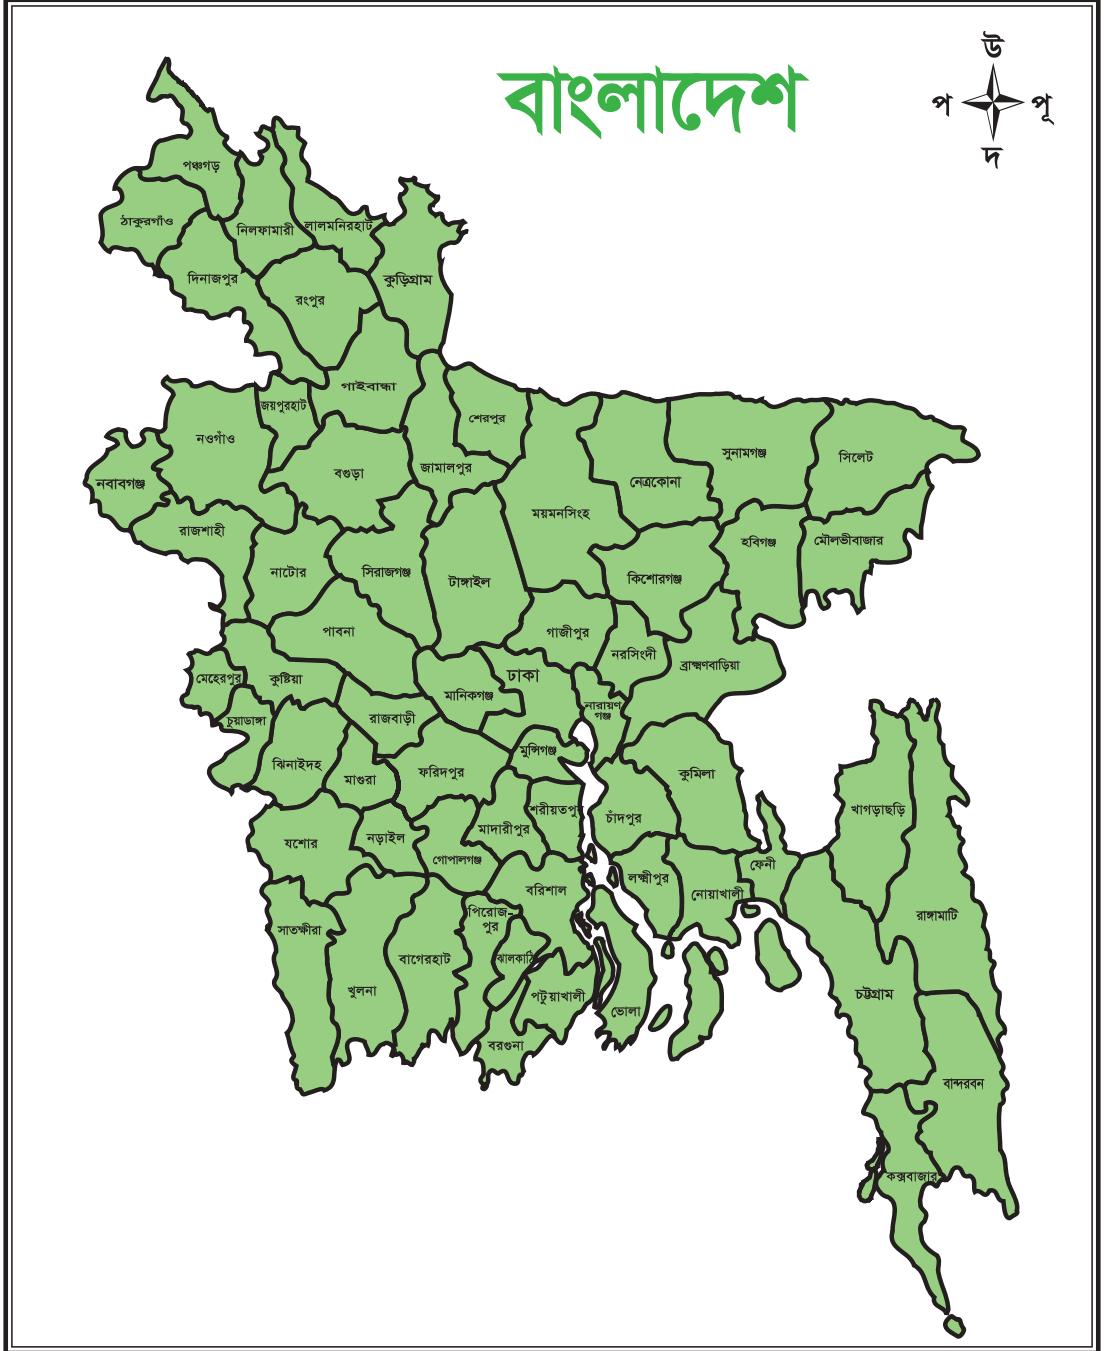 বাংলাদেশ
উ
প
পূ
দ
পঞ্চগড়
ঠাকুরগাঁও
নিলফামারী
লালমনিরহাট
দিনাজপুর
রংপুর
কুড়িগ্রাম
গাইবান্ধা
জয়পুরহাট
শেরপুর
নওগাঁও
বগুড়া
জামালপুর
নেত্রকোনা
সুনামগঞ্জ
সিলেট
নবাবগঞ্জ
ময়মনসিংহ
রাজশাহী
হবিগঞ্জ
মৌলভীবাজার
নাটোর
সিরাজগঞ্জ
টাঙ্গাইল
কিশোরগঞ্জ
পাবনা
গাজীপুর
নরসিংদী
ব্রাহ্মণবাড়িয়া
মেহেরপুর
কুষ্টিয়া
মানিকগঞ্জ
ঢাকা
নারায়ণ
গঞ্জ
চুয়াডাঙ্গা
রাজবাড়ী
মুন্সিগঞ্জ
ঝিনাইদহ
মাগুরা
ফরিদপুর
কুমিলা
শরীয়তপুর
খাগড়াছড়ি
চাঁদপুর
মাদারীপুর
যশোর
নড়াইল
গোপালগঞ্জ
ফেনী
লক্ষ্মীপুর
নোয়াখালী
বরিশাল
পিরোজ-
পুর
রাঙ্গামাটি
সাতক্ষীরা
বাগেরহাট
ঝালকাঠি
খুলনা
পটুয়াখালী
চট্টগ্রাম
ভোলা
বরগুনা
বান্দরবন
কক্সবাজার